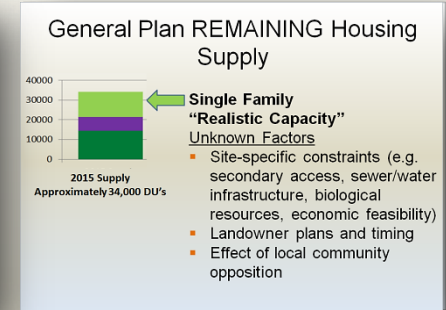 General Plan REMAINING Housing
Supply
40000
30000
20000
10000
0
2015 Supply
Approximately 34,000 DU's
Single Family
“Realistic Capacity”
Unknown Factors
▪ Site-specific constraints (e.g.
secondary access, sewer/water
infrastructure, biological
resources, economic feasibility)
▪ Landowner plans and timing
▪ Effect of local community
opposition